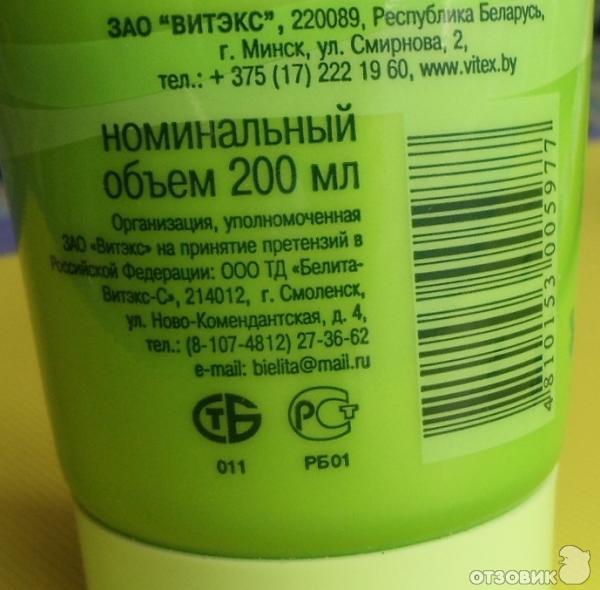 ЗАО "ВИТЭКС", 220089, Республика Беларусь,
г. Минск, ул. Смирнова, 2,
тел.: + 375 (17) 222 19 60, www.vitex.by
номинальный
объем 200 мл
Организация, уполномоченная
ЗАО «Витэкс» на принятие претензий в
Российской Федерации: ООО ТД «Белита-
Витэкс-С», 214012, г. Смоленск,
ул. Ново-Комендантская, д. 4,
тел.: (8-107-4812) 27-36-62
e-mail: bielita@mail.ru
СТБ РСТ
011 РБ01
4 810153 005977
ОТЗОВИК